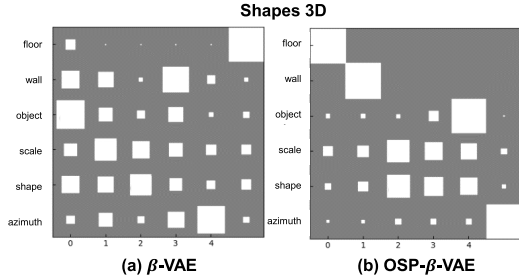 Shapes 3D
floor
wall
object
scale
shape
azimuth
0 1 2 3 4
(a) β-VAE
floor
wall
object
scale
shape
azimuth
0 1 2 3 4
(b) OSP-β-VAE